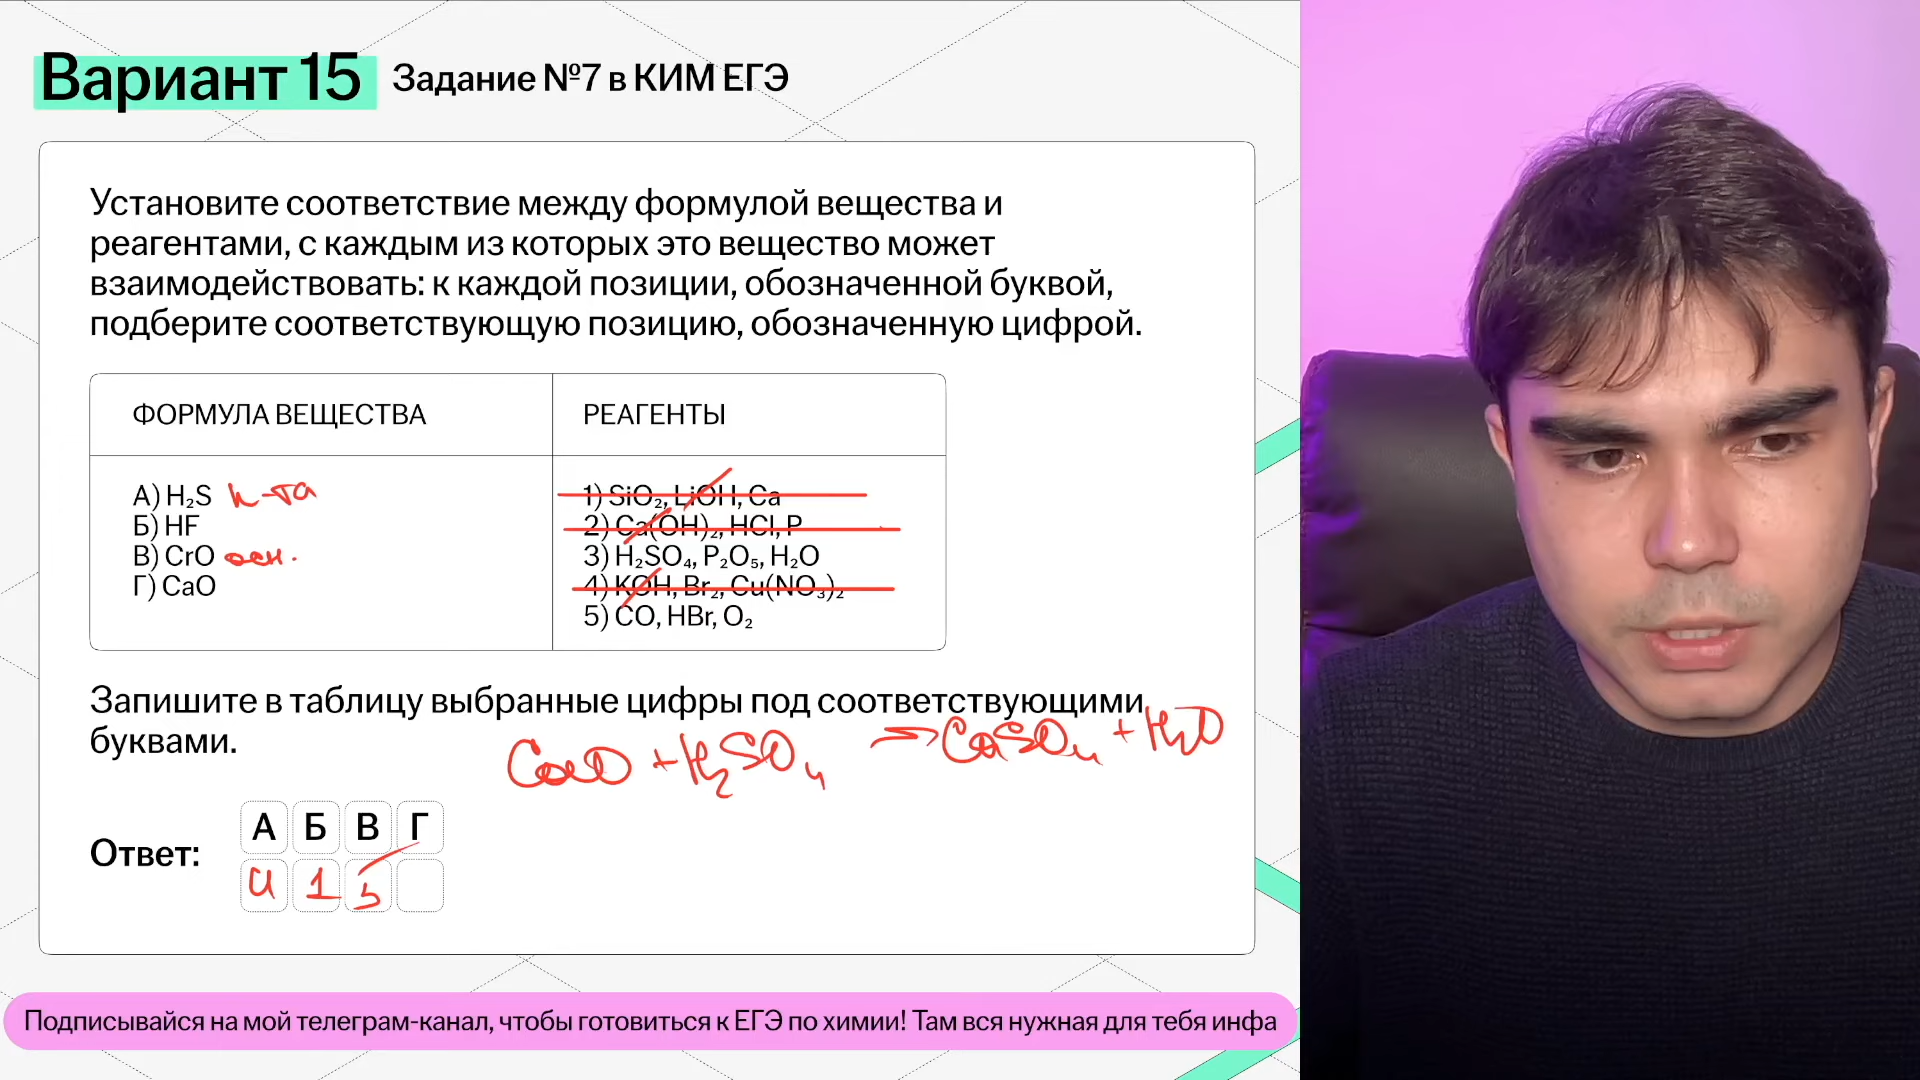 Вариант 15 Задание №7 в КИМ ЕГЭ
Установите соответствие между формулой вещества и
реагентами, с каждым из которых это вещество может
взаимодействовать: к каждой позиции, обозначенной буквой,
подберите соответствующую позицию, обозначенную цифрой.
ФОРМУЛА ВЕЩЕСТВА
РЕАГЕНТЫ
А) H₂S к-та
Б) HF
В) CrO осн.
Г) CaO
1) SiO₂, LiOH, Ca
2) Ca(OH)₂, HCl, P
3) H₂SO₄, P₂O₅, H₂O
4) KOH, Br₂, Cu(NO₃)₂
5) CO, HBr, O₂
Запишите в таблицу выбранные цифры под соответствующими
буквами.
CaO + H₂SO₄ → CaSO₄ + H₂O
Ответ:
А Б В Г
4 1 5
Подписывайся на мой телеграм-канал, чтобы готовиться к ЕГЭ по химии! Там вся нужная для тебя инфа